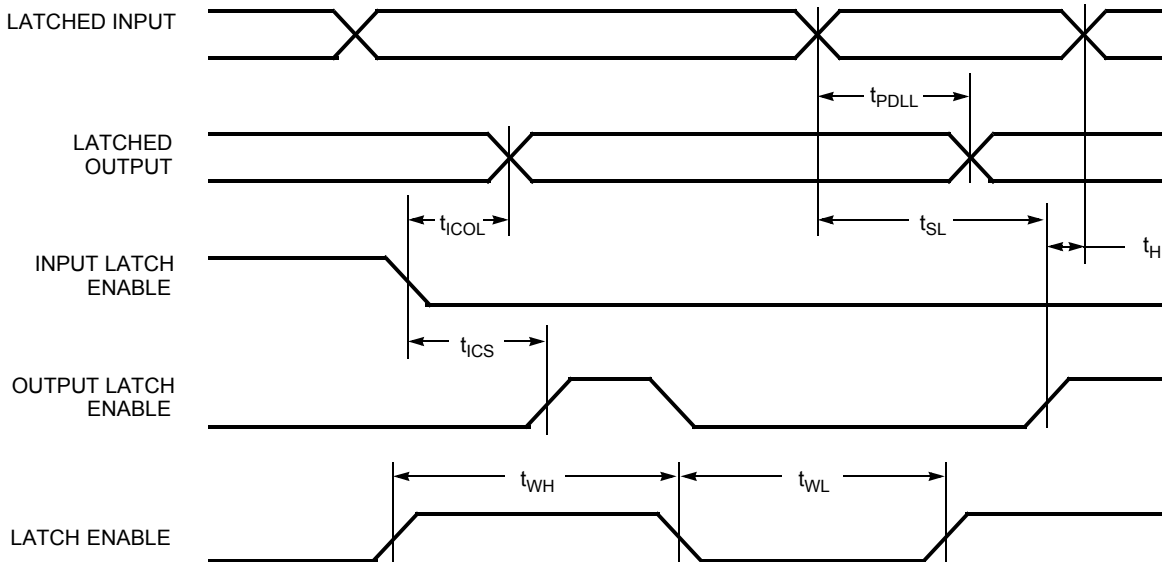 LATCHED INPUT
tPDLL
LATCHED
OUTPUT
tICOL
tSL
tH
INPUT LATCH
ENABLE
tICS
OUTPUT LATCH
ENABLE
tWH
tWL
LATCH ENABLE